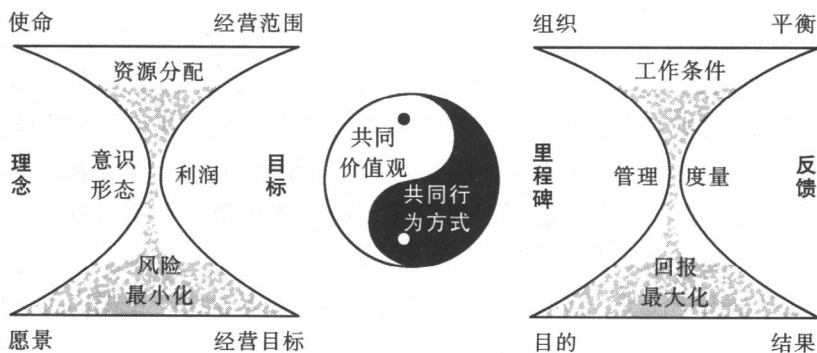 使命 经营范围
资源分配
理念
意识
形态
利润
目标
风险
最小化
愿景 经营目标
共同
价值观
共同行
为方式
组织 平衡
工作条件
里程碑
管理 度量
反馈
回报
最大化
目的 结果